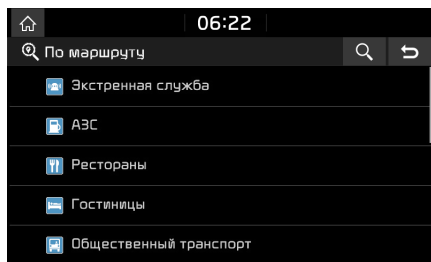 06:22
По маршруту
Экстренная служба
АЗС
Рестораны
Гостиницы
Общественный транспорт